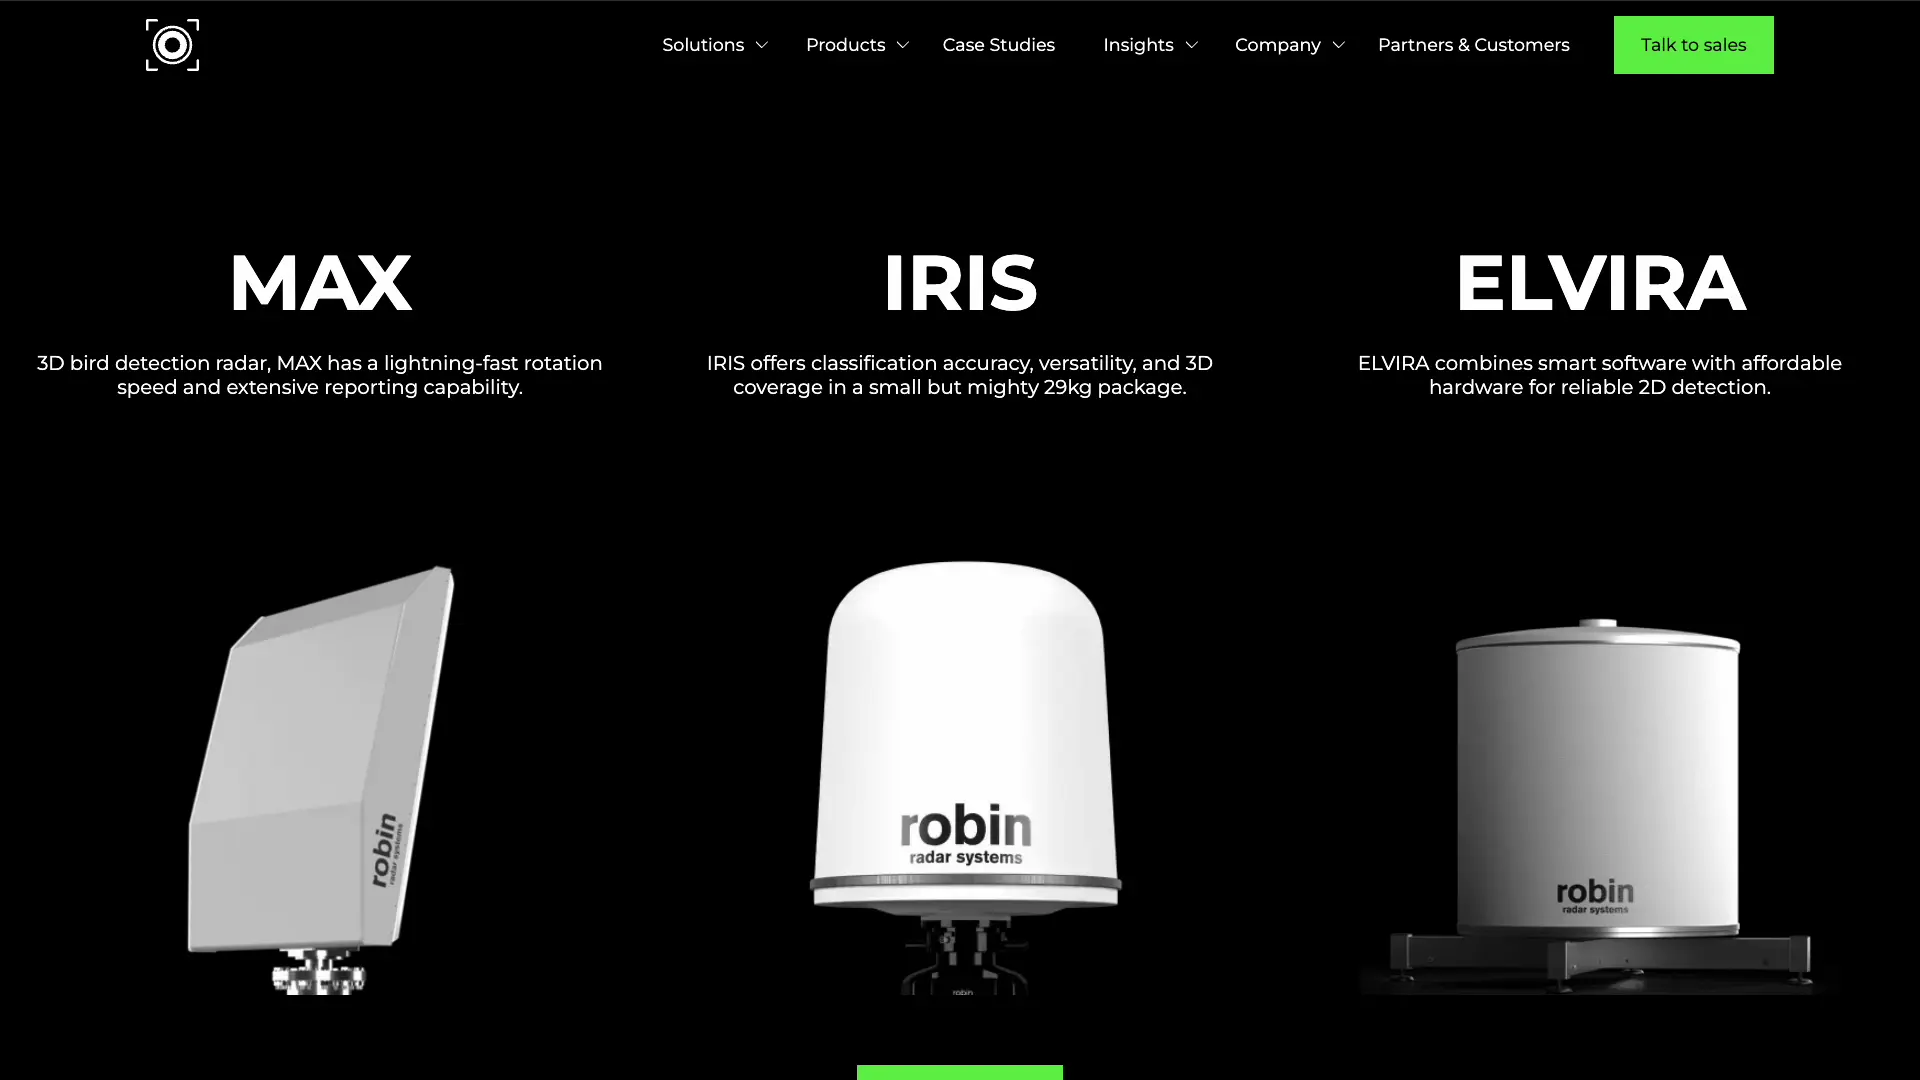 Solutions
Products
Case Studies
Insights
Company
Partners & Customers
Talk to sales
MAX
3D bird detection radar, MAX has a lightning-fast rotation
speed and extensive reporting capability.
IRIS
IRIS offers classification accuracy, versatility, and 3D
coverage in a small but mighty 29kg package.
ELVIRA
ELVIRA combines smart software with affordable
hardware for reliable 2D detection.
robin
radar systems
robin
radar systems
robin
robin
radar systems